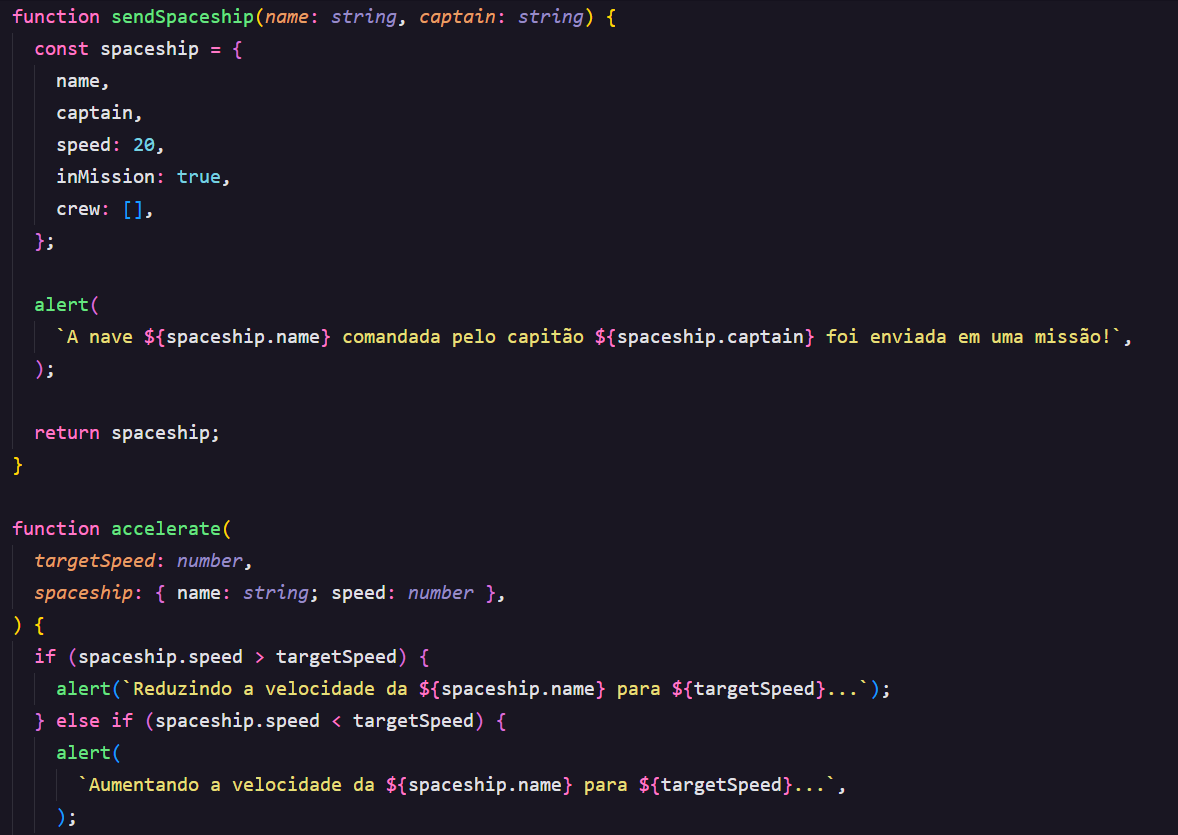 function sendSpaceship(name: string, captain: string) {
  const spaceship = {
    name,
    captain,
    speed: 20,
    inMission: true,
    crew: [],
  };

  alert(
    `A nave ${spaceship.name} comandada pelo capitão ${spaceship.captain} foi enviada em uma missão!`,
  );

  return spaceship;
}

function accelerate(
  targetSpeed: number,
  spaceship: { name: string; speed: number },
) {
  if (spaceship.speed > targetSpeed) {
    alert(`Reduzindo a velocidade da ${spaceship.name} para ${targetSpeed}...`);
  } else if (spaceship.speed < targetSpeed) {
    alert(
      `Aumentando a velocidade da ${spaceship.name} para ${targetSpeed}...`,
    );